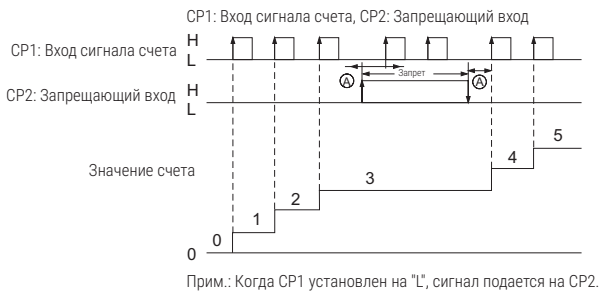 CP1: Вход сигнала счета, CP2: Запрещающий вход
CP1: Вход сигнала счета H
L
A Запрет A
CP2: Запрещающий вход H
L
5
4
Значение счета 3
2
1
0
0
Прим.: Когда CP1 установлен на "L", сигнал подается на CP2.